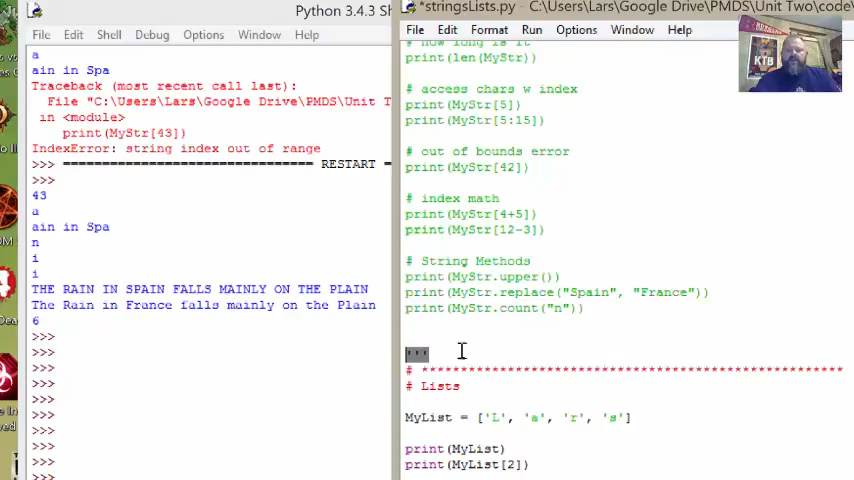 Python 3.4.3 Sh
File Edit Shell Debug Options Window Help
a
ain in Spa
Traceback (most recent call last):
File "C:\Users\Lars\Google Drive\PMDS\Unit T
in <module>
print(MyStr[43])
IndexError: string index out of range
>>> ================================ RESTART =
>>>
43
a
ain in Spa
n
i
i
THE RAIN IN SPAIN FALLS MAINLY ON THE PLAIN
The Rain in France falls mainly on the Plain
6
>>>
>>>
>>>
>>>
>>>
>>>
>>>
>>>
>>>
>>>
*stringsLists.py - C:\Users\Lars\Google Drive\PMDS\Unit Two\code\
File Edit Format Run Options Window Help
# how long is it
print(len(MyStr))
# access chars w index
print(MyStr[5])
print(MyStr[5:15])
# out of bounds error
print(MyStr[42])
# index math
print(MyStr[4+5])
print(MyStr[12-3])
# String Methods
print(MyStr.upper())
print(MyStr.replace("Spain", "France"))
print(MyStr.count("n"))
'''
# ******************************************************
# Lists
MyList = ['L', 'a', 'r', 's']
print(MyList)
print(MyList[2])
KTB